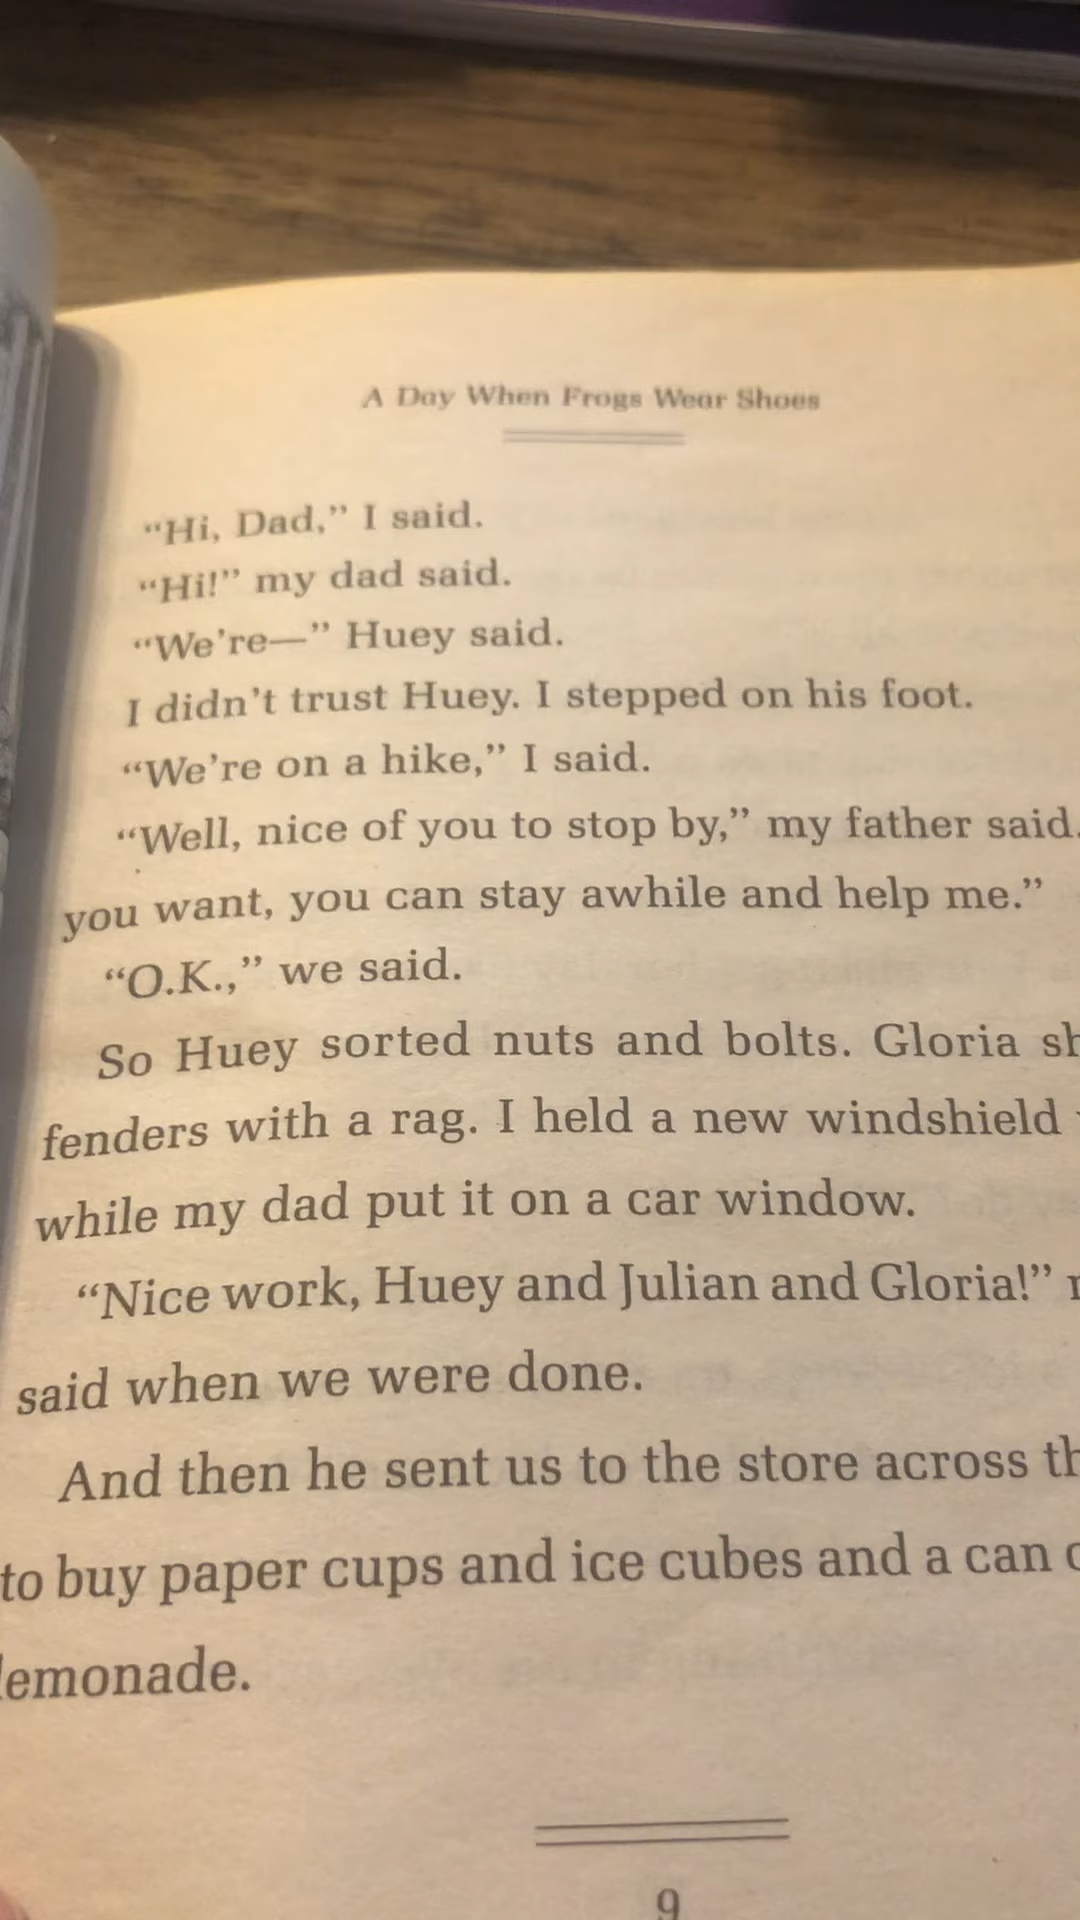 A Day When Frogs Wear Shoes
“Hi, Dad,” I said.
“Hi!” my dad said.
“We’re—” Huey said.
I didn’t trust Huey. I stepped on his foot.
“We’re on a hike,” I said.
“Well, nice of you to stop by,” my father said.
you want, you can stay awhile and help me.”
“O.K.,” we said.
So Huey sorted nuts and bolts. Gloria sh
fenders with a rag. I held a new windshield
while my dad put it on a car window.
“Nice work, Huey and Julian and Gloria!”
said when we were done.
And then he sent us to the store across th
to buy paper cups and ice cubes and a can
lemonade.
9